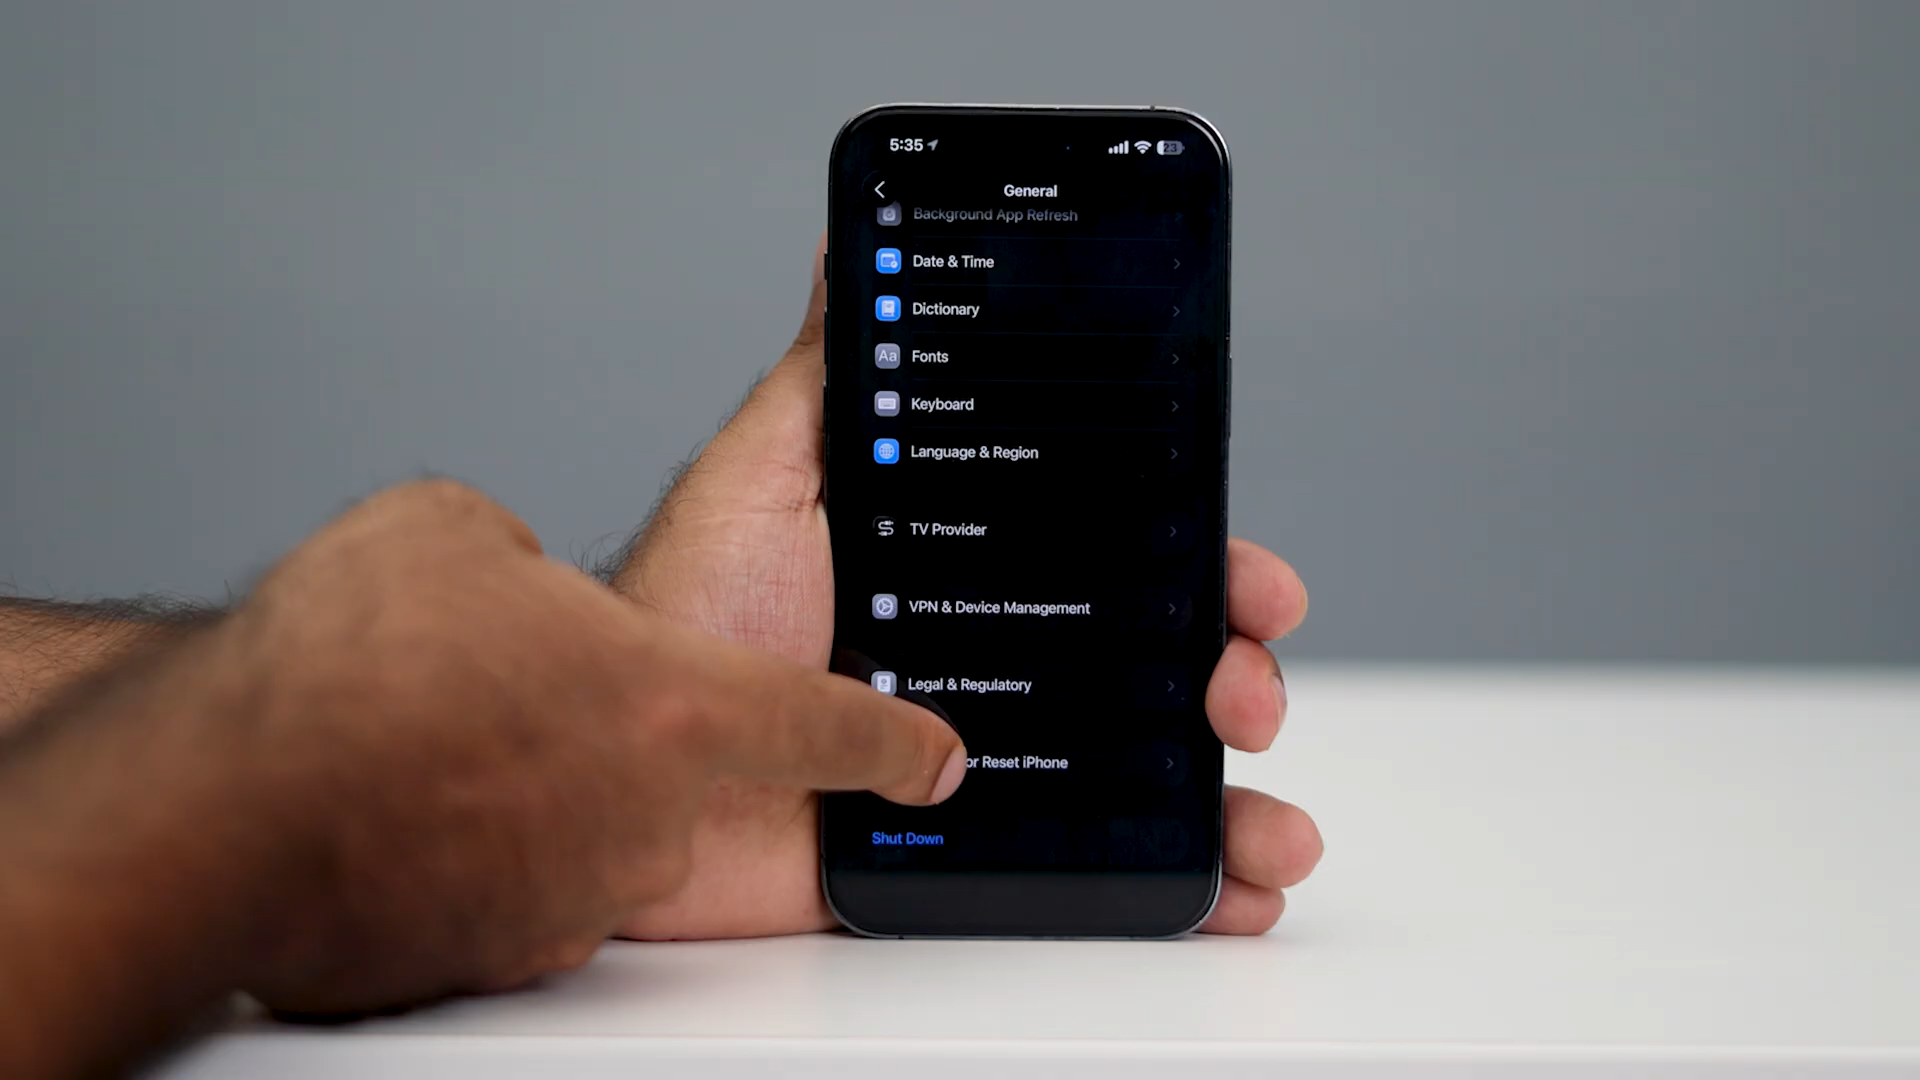 5:35
23
General
Background App Refresh
Date & Time
Dictionary
Aa Fonts
Keyboard
Language & Region
TV Provider
VPN & Device Management
Legal & Regulatory
or Reset iPhone
Shut Down